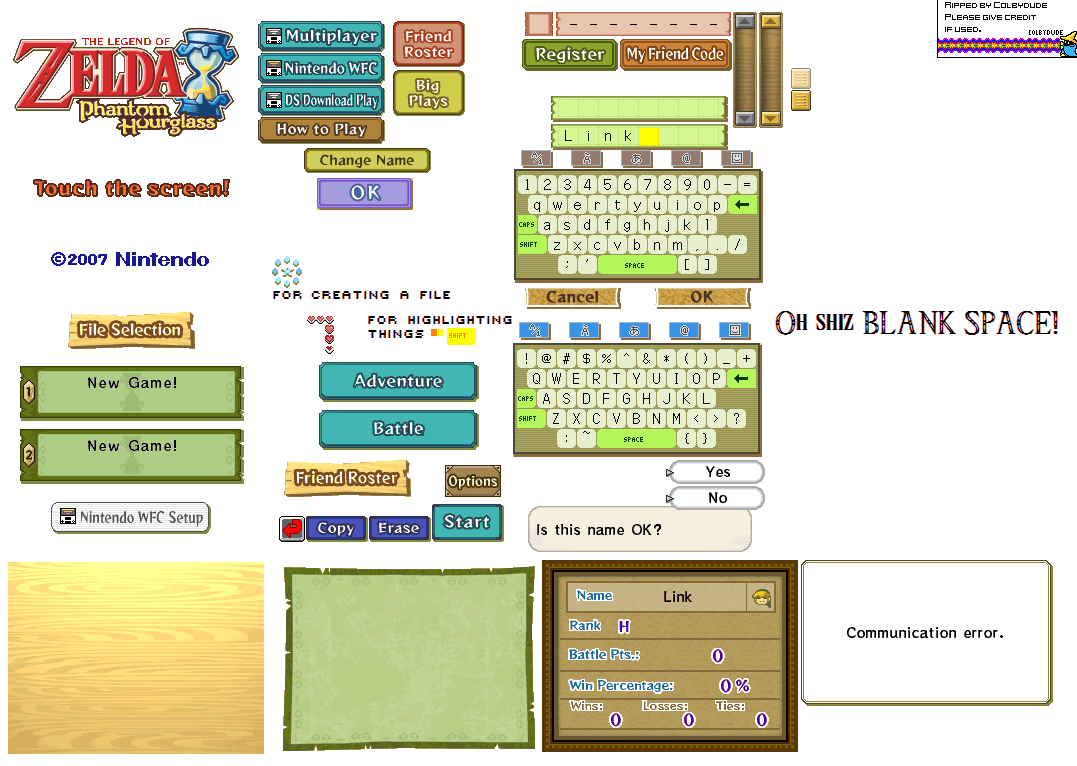 THE LEGEND OF
ZELDA
Phantom
Hourglass
Touch the screen!
©2007 Nintendo
File Selection
1 New Game!
2 New Game!
Nintendo WFC Setup
Multiplayer
Nintendo WFC
DS Download Play
How to Play
Friend
Roster
Big
Plays
Change Name
OK
FOR CREATING A FILE
FOR HIGHLIGHTING
THINGS SHIFT
Adventure
Battle
Friend Roster
Options
Copy Erase Start
Register My Friend Code
Link
À あ @
1 2 3 4 5 6 7 8 9 0 - =
q w e r t y u i o p ←
CAPS a s d f g h j k l
SHIFT z x c v b n m , . /
; ' SPACE [ ]
Cancel OK
À あ @
! @ # $ % ^ & * ( ) _ +
Q W E R T Y U I O P ←
CAPS A S D F G H J K L
SHIFT Z X C V B N M < > ?
: ~ SPACE { }
Yes
No
Is this name OK?
RIPPED BY COLBYDUDE
PLEASE GIVE CREDIT
IF USED.
COLBYDUDE
OH SHIZ BLANK SPACE!
Name Link
Rank H
Battle Pts.: 0
Win Percentage: 0 %
Wins: 0 Losses: 0 Ties: 0
Communication error.